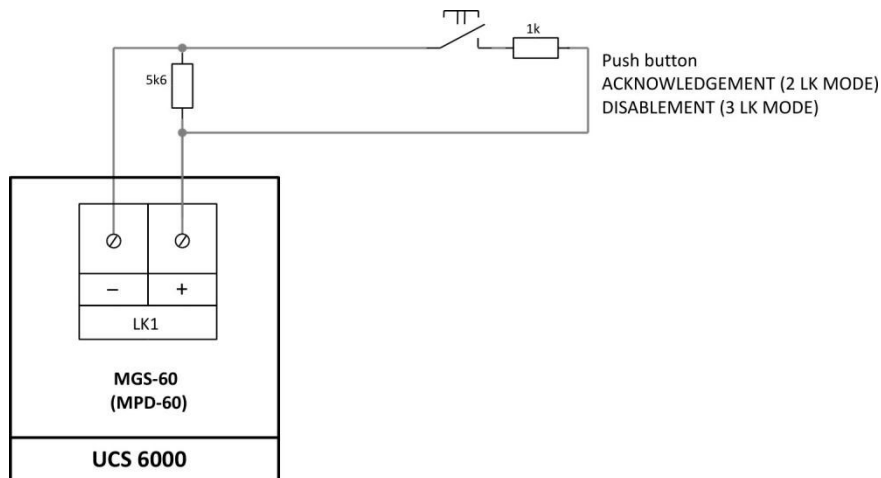 1k
5k6
Push button
ACKNOWLEDGEMENT (2 LK MODE)
DISABLEMENT (3 LK MODE)
– +
LK1
MGS-60
(MPD-60)
UCS 6000